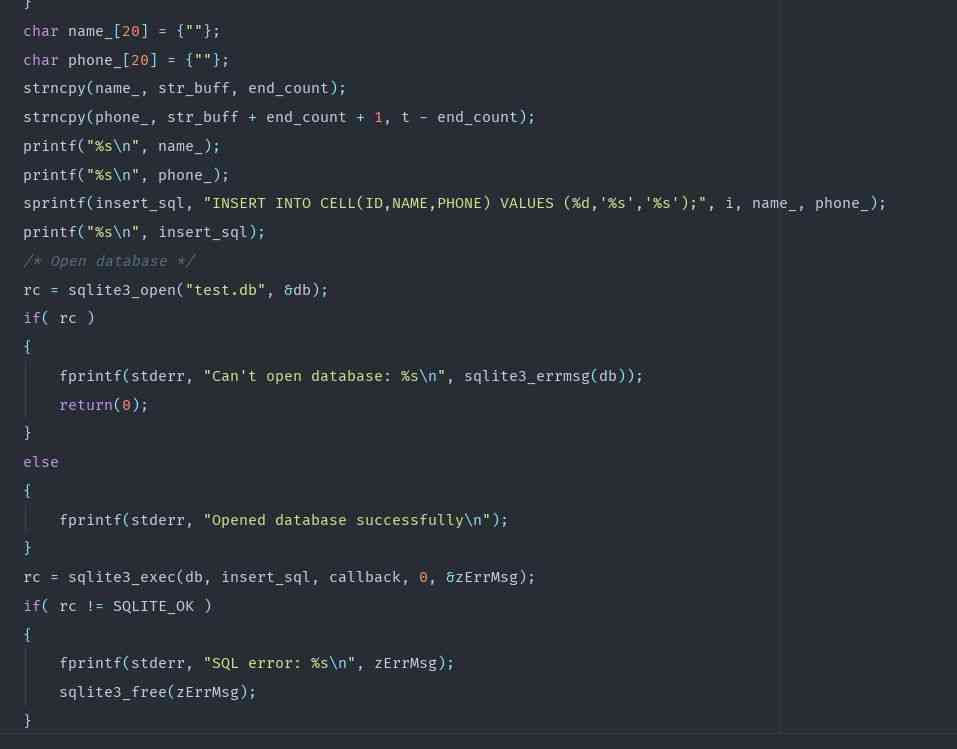 }
char name_[20] = {""};
char phone_[20] = {""};
strncpy(name_, str_buff, end_count);
strncpy(phone_, str_buff + end_count + 1, t - end_count);
printf("%s\n", name_);
printf("%s\n", phone_);
sprintf(insert_sql, "INSERT INTO CELL(ID,NAME,PHONE) VALUES (%d,'%s','%s');", i, name_, phone_);
printf("%s\n", insert_sql);
/* Open database */
rc = sqlite3_open("test.db", &db);
if( rc )
{
    fprintf(stderr, "Can't open database: %s\n", sqlite3_errmsg(db));
    return(0);
}
else
{
    fprintf(stderr, "Opened database successfully\n");
}
rc = sqlite3_exec(db, insert_sql, callback, 0, &zErrMsg);
if( rc != SQLITE_OK )
{
    fprintf(stderr, "SQL error: %s\n", zErrMsg);
    sqlite3_free(zErrMsg);
}